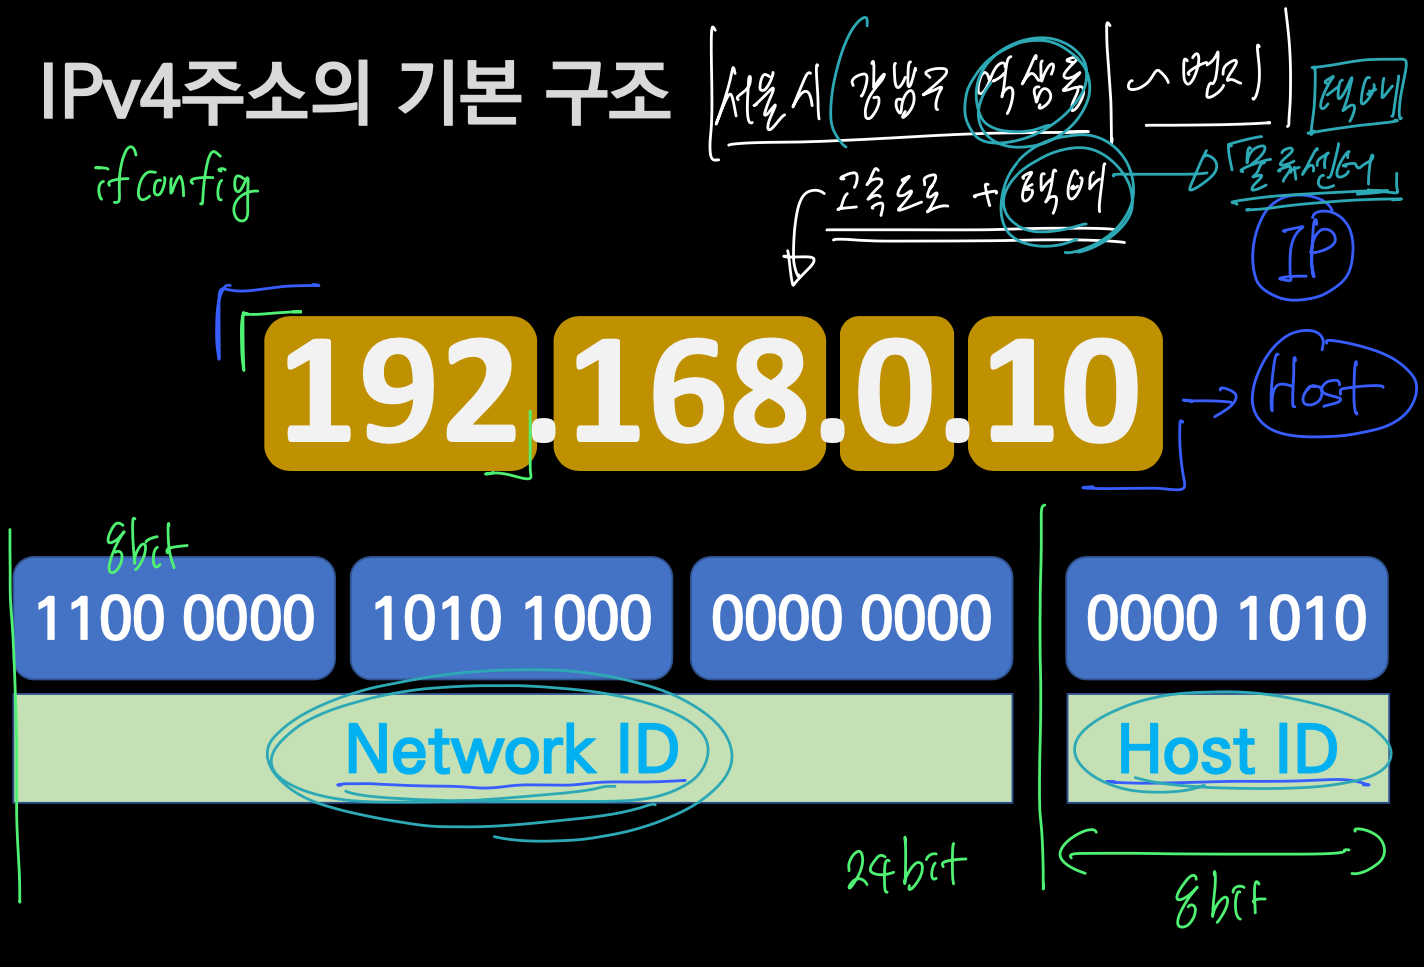 IPv4주소의 기본 구조
서울시 강남구 역삼동 ~번지 택배
ifconfig
고속도로 + 택배 「물류센터」
IP
192.168.0.10
Host
8bit
1100 0000 1010 1000 0000 0000 0000 1010
Network ID Host ID
24bit
8bit